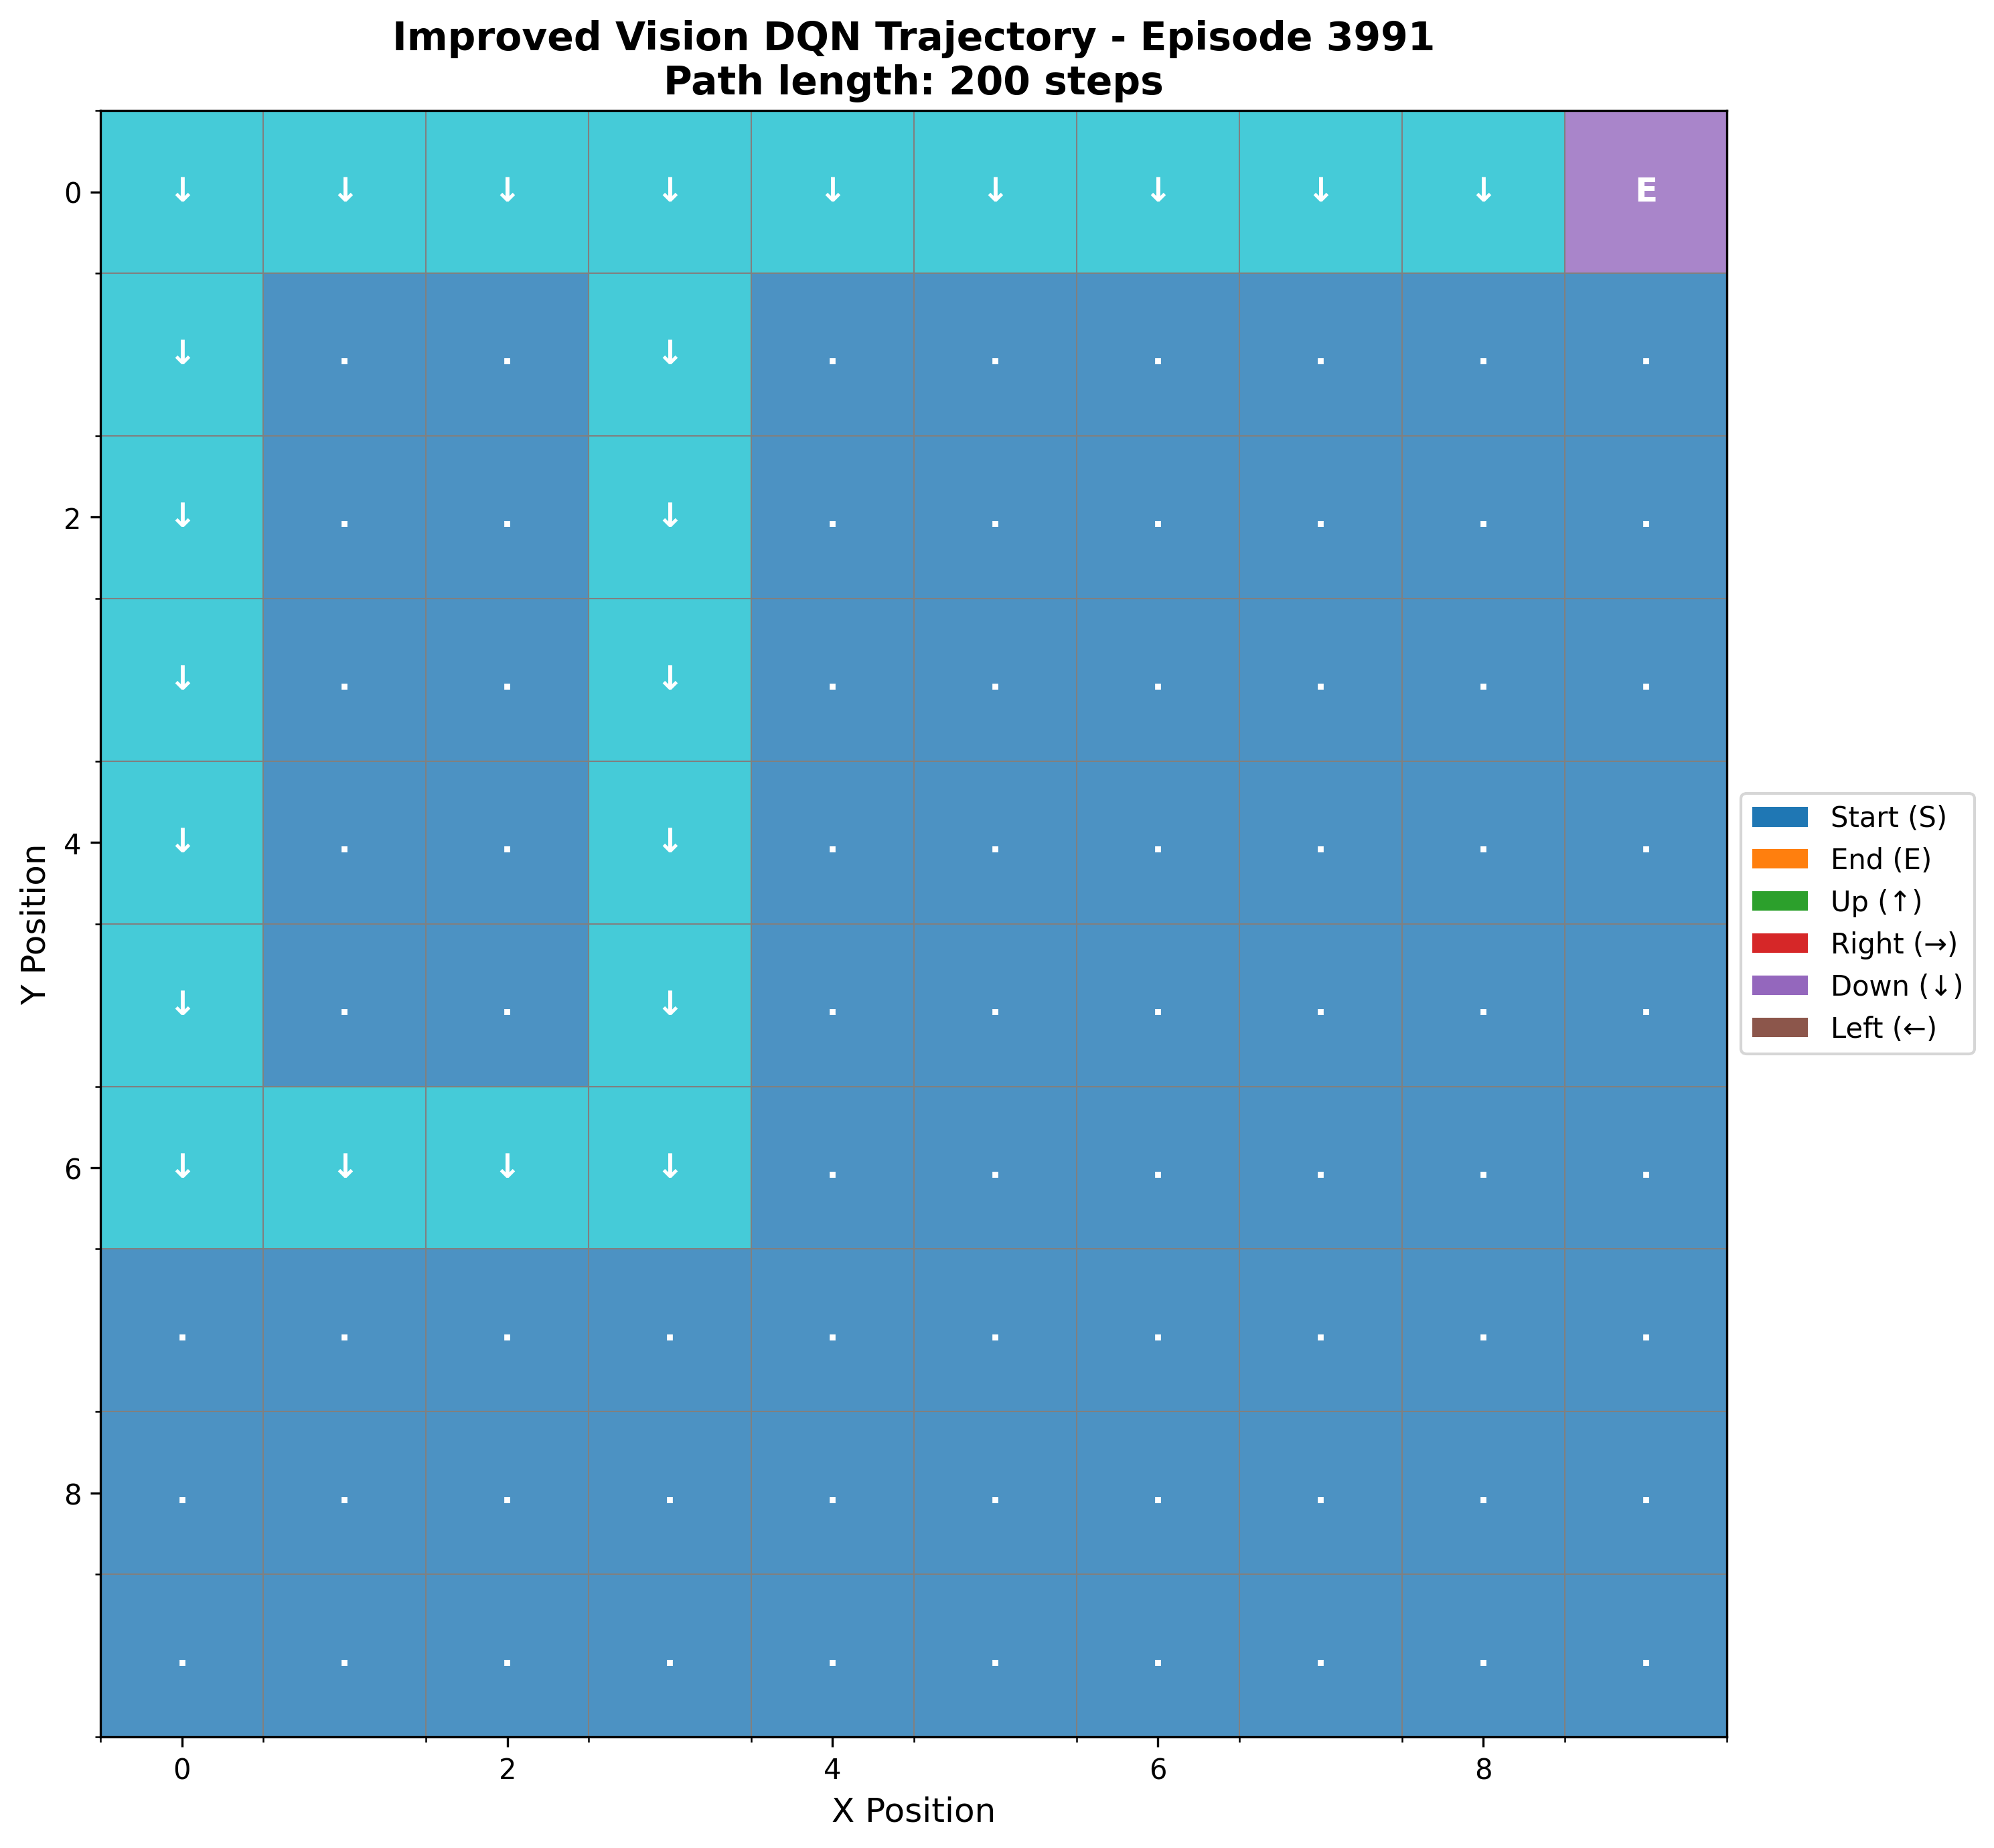 Improved Vision DQN Trajectory - Episode 3991
Path length: 200 steps
0 ↓ ↓ ↓ ↓ ↓ ↓ ↓ ↓ ↓ E
↓ . . ↓ . . . . . .
2 ↓ . . ↓ . . . . . .
↓ . . ↓ . . . . . .
4 ↓ . . ↓ . . . . . .
↓ . . ↓ . . . . . .
6 ↓ ↓ ↓ ↓ . . . . . .
. . . . . . . . . .
8 . . . . . . . . . .
. . . . . . . . . .
0 2 4 6 8
X Position
Y Position
Start (S)
End (E)
Up (↑)
Right (→)
Down (↓)
Left (←)